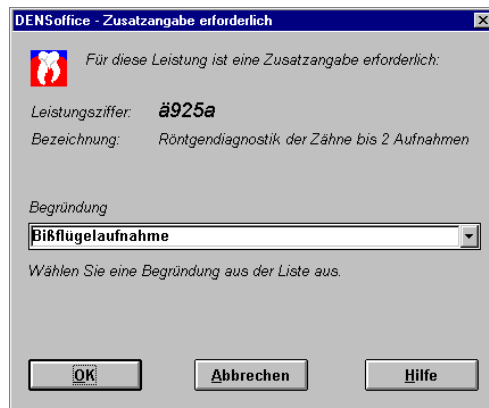 DENSoffice - Zusatzangabe erforderlich
Für diese Leistung ist eine Zusatzangabe erforderlich:
Leistungsziffer: ä925a
Bezeichnung: Röntgendiagnostik der Zähne bis 2 Aufnahmen
Begründung
Bißflügelaufnahme
Wählen Sie eine Begründung aus der Liste aus.
OK Abbrechen Hilfe